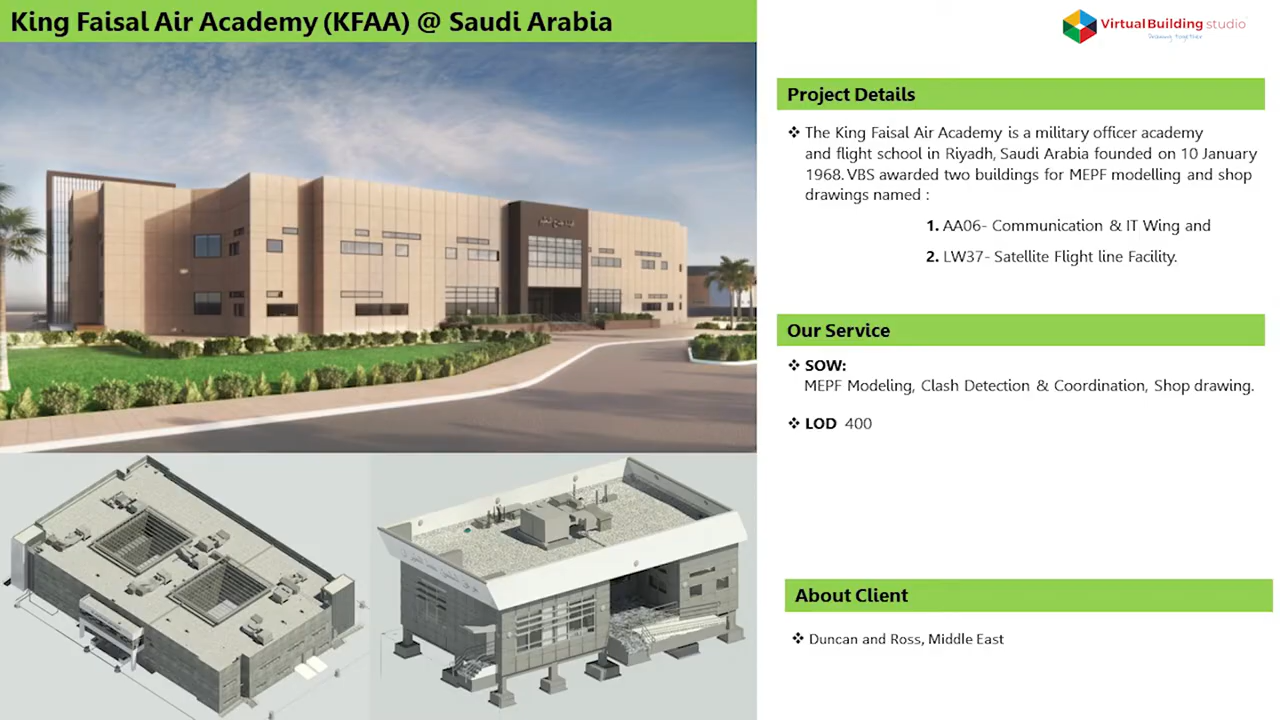 King Faisal Air Academy (KFAA) @ Saudi Arabia
Virtual Building studio
Drawing Together
Project Details
❖ The King Faisal Air Academy is a military officer academy
and flight school in Riyadh, Saudi Arabia founded on 10 January
1968. VBS awarded two buildings for MEPF modelling and shop
drawings named :
1. AA06- Communication & IT Wing and
2. LW37- Satellite Flight line Facility.
Our Service
❖ SOW:
MEPF Modeling, Clash Detection & Coordination, Shop drawing.
❖ LOD 400
About Client
❖ Duncan and Ross, Middle East